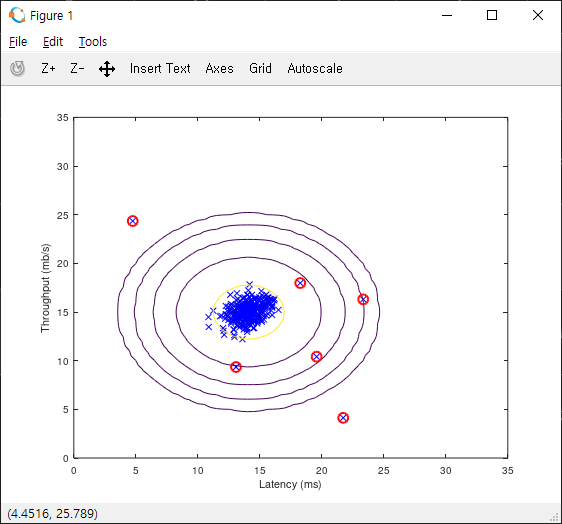 Figure 1
File Edit Tools
Z+ Z- Insert Text Axes Grid Autoscale
35
30
25
20
15
10
5
0
Throughput (mb/s)
0 5 10 15 20 25 30 35
Latency (ms)
(4.4516, 25.789)